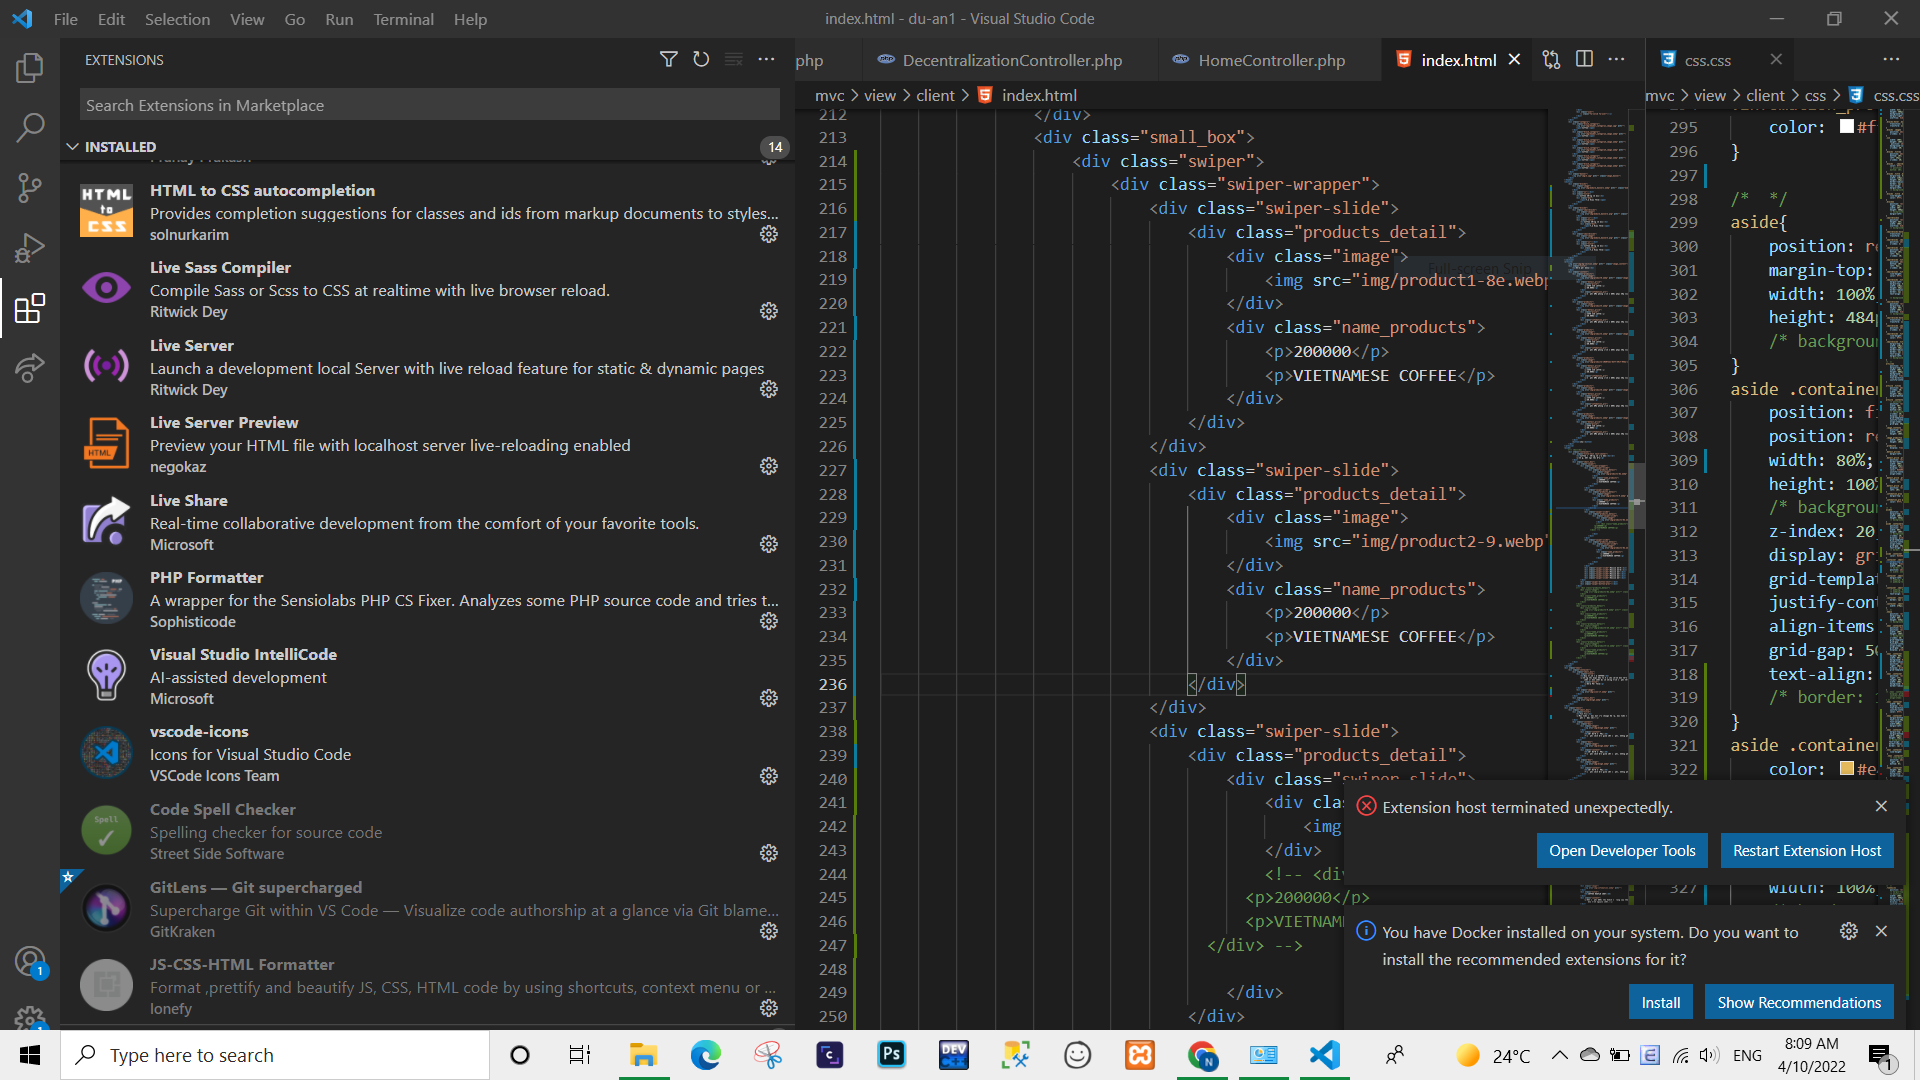 File Edit Selection View Go Run Terminal Help
index.html - du-an1 - Visual Studio Code
EXTENSIONS
Search Extensions in Marketplace
INSTALLED
14
HTML to CSS autocompletion
Provides completion suggestions for classes and ids from markup documents to styles...
solnurkarim
Live Sass Compiler
Compile Sass or Scss to CSS at realtime with live browser reload.
Ritwick Dey
Live Server
Launch a development local Server with live reload feature for static & dynamic pages
Ritwick Dey
Live Server Preview
Preview your HTML file with localhost server live-reloading enabled
negokaz
Live Share
Real-time collaborative development from the comfort of your favorite tools.
Microsoft
PHP Formatter
A wrapper for the Sensiolabs PHP CS Fixer. Analyzes some PHP source code and tries t...
Sophisticode
Visual Studio IntelliCode
AI-assisted development
Microsoft
vscode-icons
Icons for Visual Studio Code
VSCode Icons Team
Code Spell Checker
Spelling checker for source code
Street Side Software
GitLens — Git supercharged
Supercharge Git within VS Code — Visualize code authorship at a glance via Git blame...
GitKraken
JS-CSS-HTML Formatter
Format ,prettify and beautify JS, CSS, HTML code by using shortcuts, context menu or ...
lonefy
php DecentralizationController.php HomeController.php index.html
mvc > view > client > index.html
212 </div>
213 <div class="small_box">
214 <div class="swiper">
215 <div class="swiper-wrapper">
216 <div class="swiper-slide">
217 <div class="products_detail">
218 <div class="image">
Full-screen Snip
219 <img src="img/product1-8e.webp
220 </div>
221 <div class="name_products">
222 <p>200000</p>
223 <p>VIETNAMESE COFFEE</p>
224 </div>
225 </div>
226 </div>
227 <div class="swiper-slide">
228 <div class="products_detail">
229 <div class="image">
230 <img src="img/product2-9.webp"
231 </div>
232 <div class="name_products">
233 <p>200000</p>
234 <p>VIETNAMESE COFFEE</p>
235 </div>
236 </div>
237 </div>
238 <div class="swiper-slide">
239 <div class="products_detail">
240 <div class="swiper-slide">
241 <div cla
242 <img
243 </div>
244 <!-- <div
245 <p>200000</p>
246 <p>VIETNAM
247 </div> -->
248
249 </div>
250 </div>
css.css
mvc > view > client > css > css.css
295 color: #f
296 }
297
298 /* */
299 aside{
300 position: re
301 margin-top:
302 width: 100%
303 height: 484
304 /* backgroun
305 }
306 aside .container
307 position: f
308 position: re
309 width: 80%;
310 height: 100%
311 /* backgroun
312 z-index: 20
313 display: gr
314 grid-templa
315 justify-cont
316 align-items
317 grid-gap: 50
318 text-align:
319 /* border:
320 }
321 aside .container
322 color: #e
327 width: 100%
Extension host terminated unexpectedly.
Open Developer Tools Restart Extension Host
You have Docker installed on your system. Do you want to
install the recommended extensions for it?
Install Show Recommendations
Type here to search
24°C
ENG
8:09 AM
4/10/2022
1